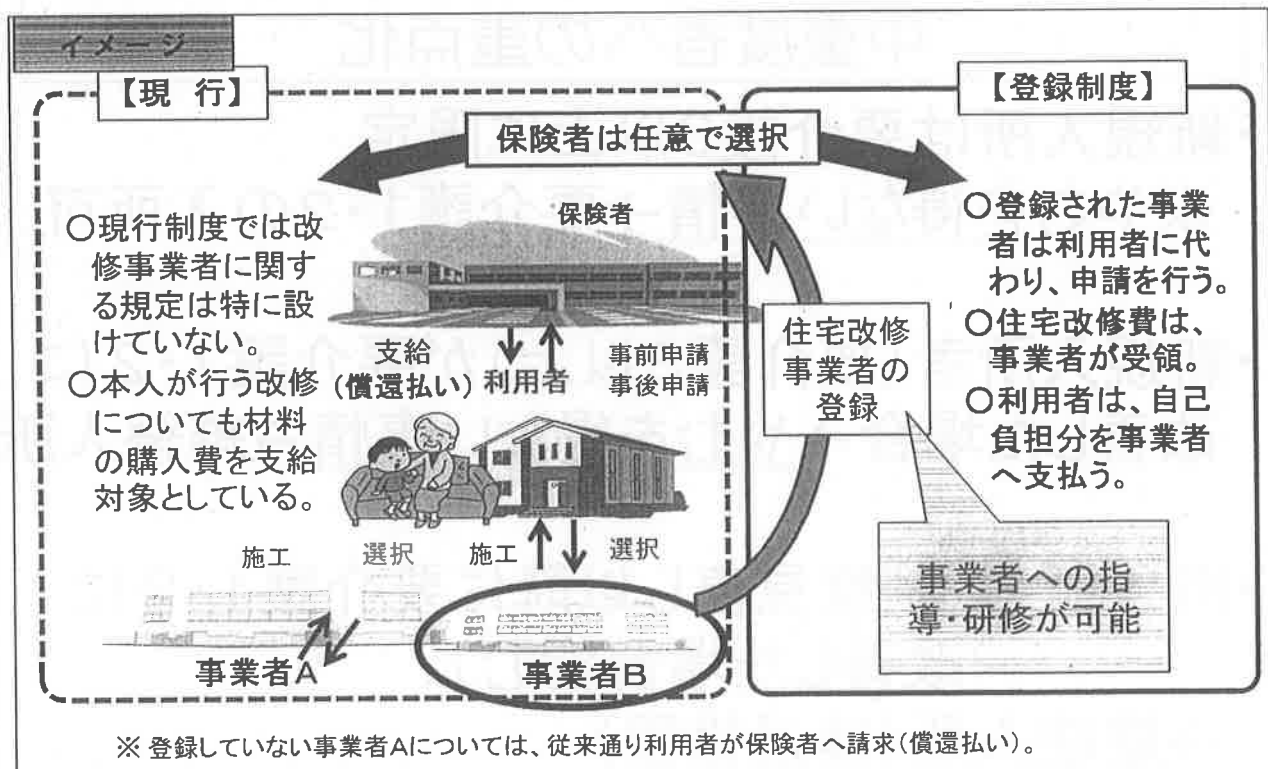 イメージ
【現 行】
【登録制度】
保険者は任意で選択
○現行制度では改
修事業者に関す
る規定は特に設
けていない。
○本人が行う改修
についても材料
の購入費を支給
対象としている。
保険者
支給
(償還払い)
利用者
事前申請
事後申請
施工
選択
施工
選択
事業者A
事業者B
住宅改修
事業者の
登録
○登録された事業
者は利用者に代
わり、申請を行う。
○住宅改修費は、
事業者が受領。
○利用者は、自己
負担分を事業者
へ支払う。
事業者への指
導・研修が可能
※ 登録していない事業者Aについては、従来通り利用者が保険者へ請求(償還払い)。